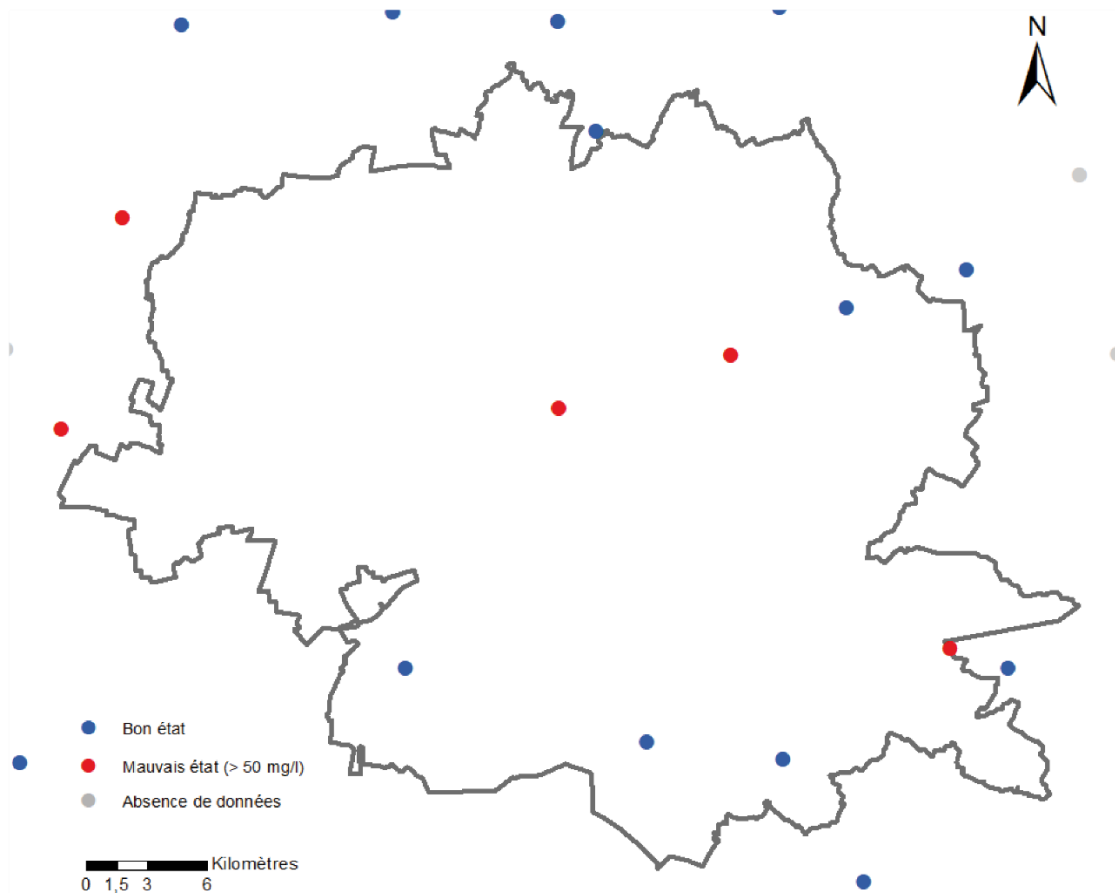 N
Bon état
Mauvais état (> 50 mg/l)
Absence de données
Kilomètres
0 1,5 3 6